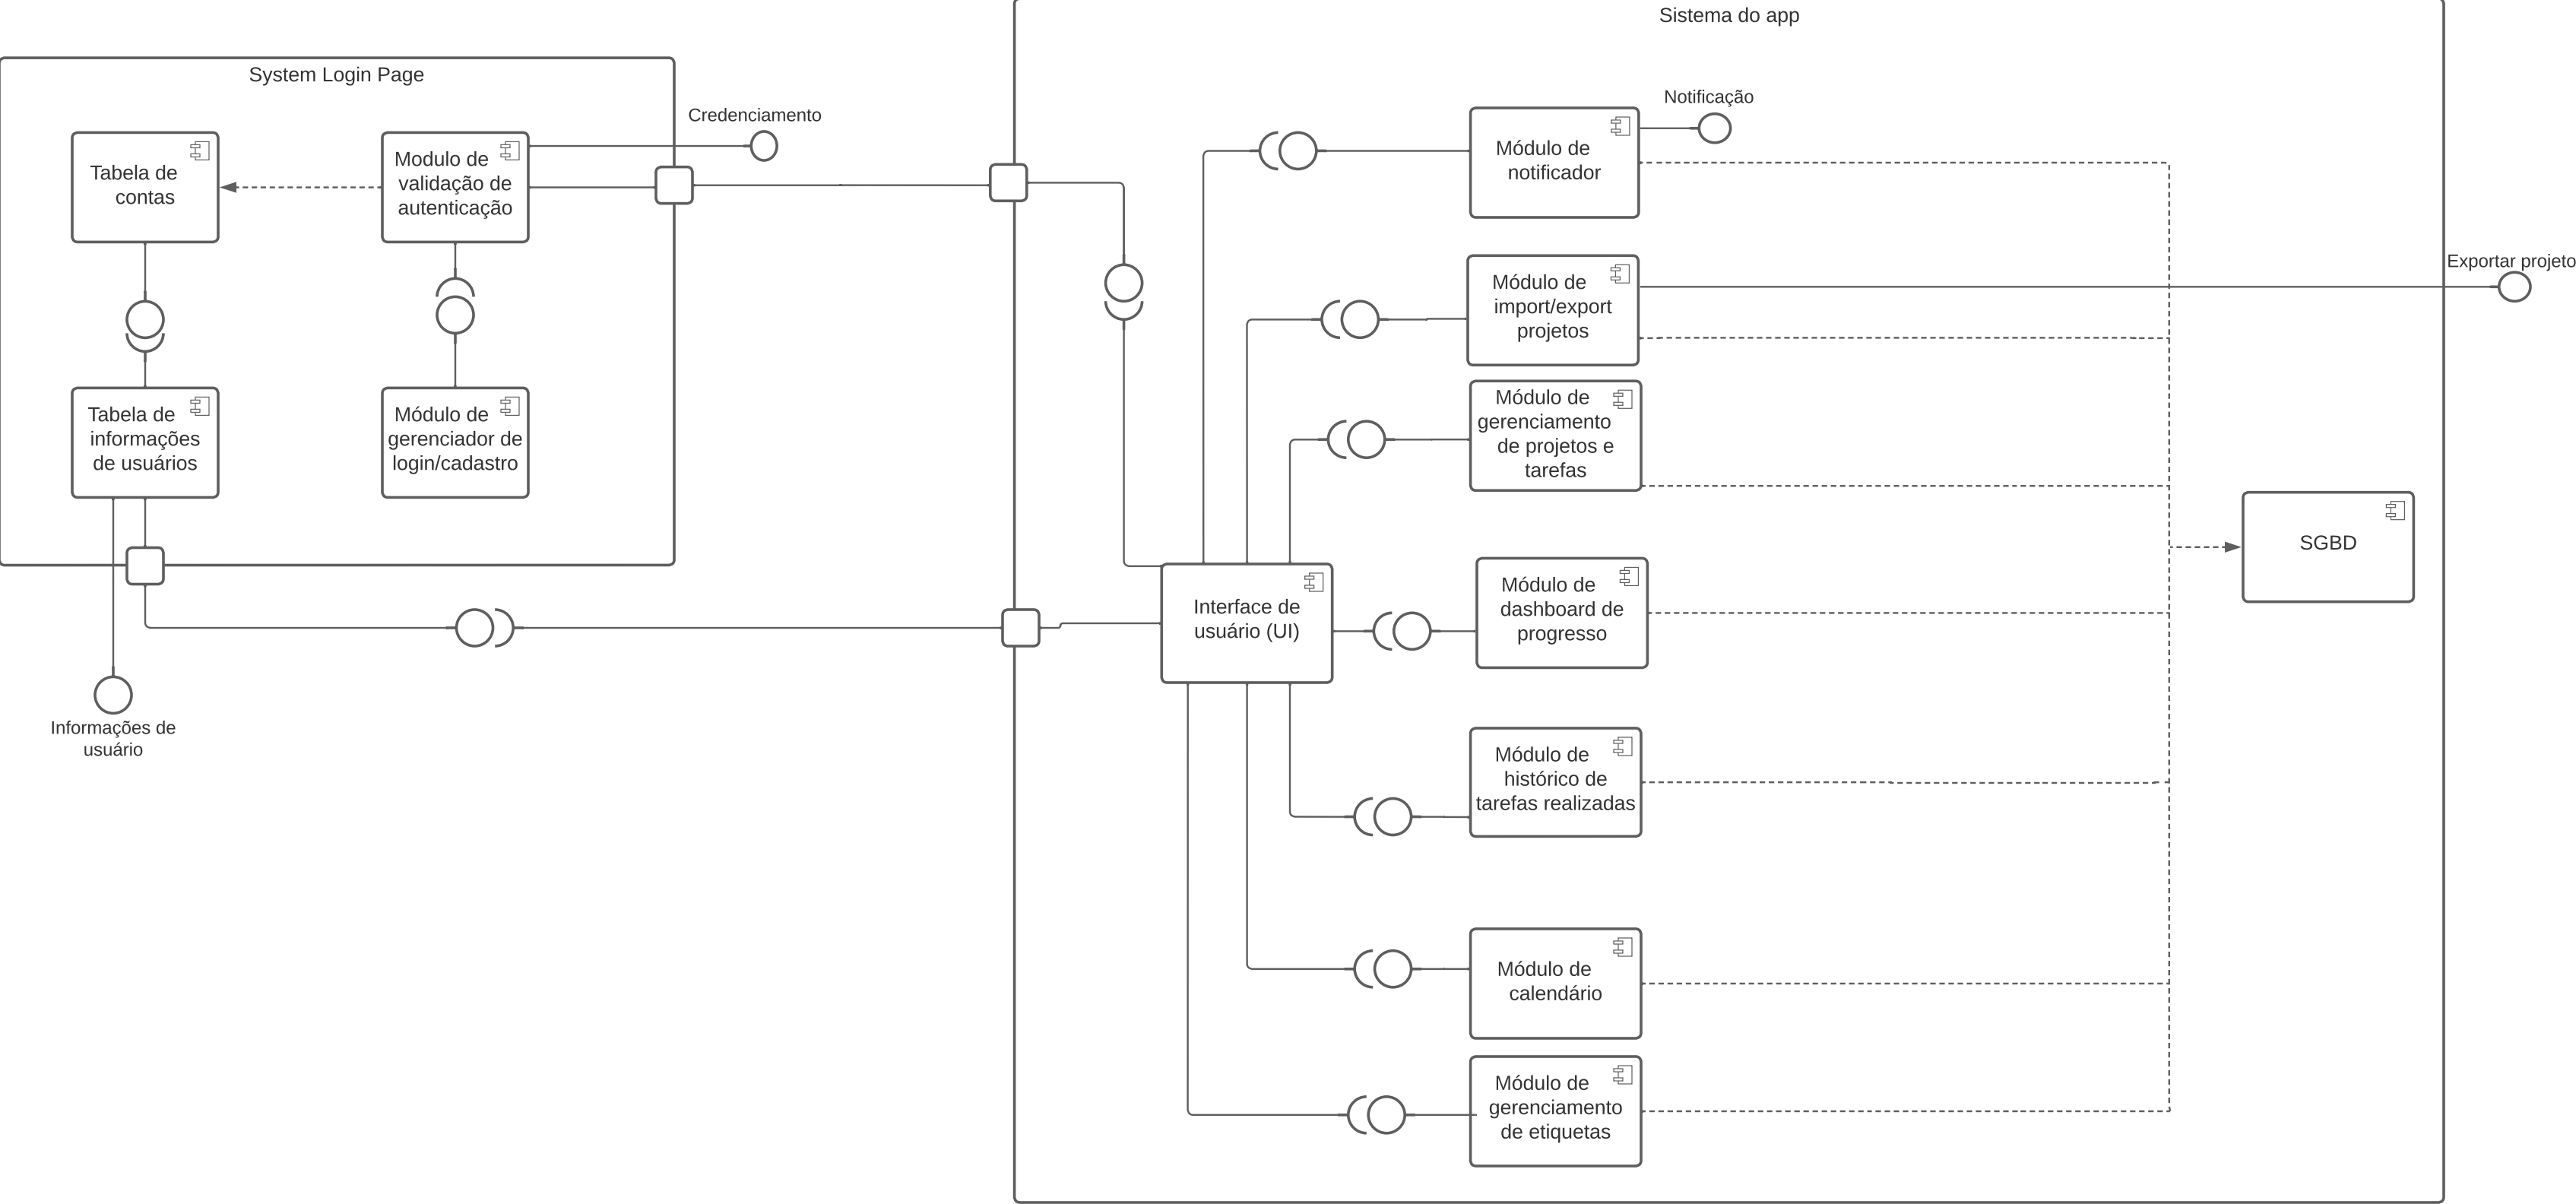 Sistema do app
System Login Page
Credenciamento
Tabela de
contas
Modulo de
validação de
autenticação
Tabela de
informações
de usuários
Módulo de
gerenciador de
login/cadastro
Informações de
usuário
Notificação
Módulo de
notificador
Exportar projeto
Módulo de
import/export
projetos
Módulo de
gerenciamento
de projetos e
tarefas
SGBD
Interface de
usuário (UI)
Módulo de
dashboard de
progresso
Módulo de
histórico de
tarefas realizadas
Módulo de
calendário
Módulo de
gerenciamento
de etiquetas